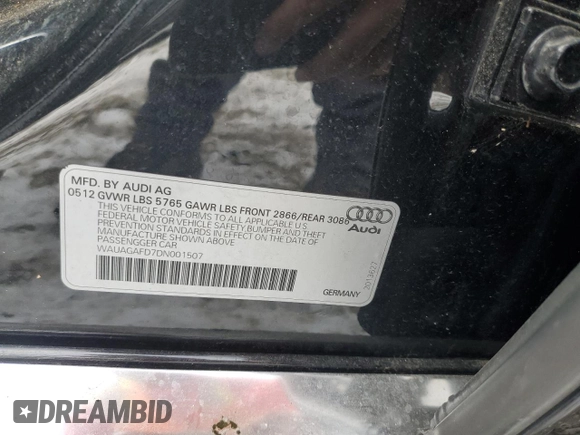 MFD. BY AUDI AG
0512 GVWR LBS 5765 GAWR LBS FRONT 2866/REAR 3086
THIS VEHICLE CONFORMS TO ALL APPLICABLE U.S.
FEDERAL MOTOR VEHICLE SAFETY,BUMPER AND THEFT
PREVENTION STANDARDS IN EFFECT ON THE DATE OF
MANUFACTURE SHOWN ABOVE
PASSENGGER CAR
WAUAGAFD7DN001507
Audi
GERMANY
2013627
DREAMBID